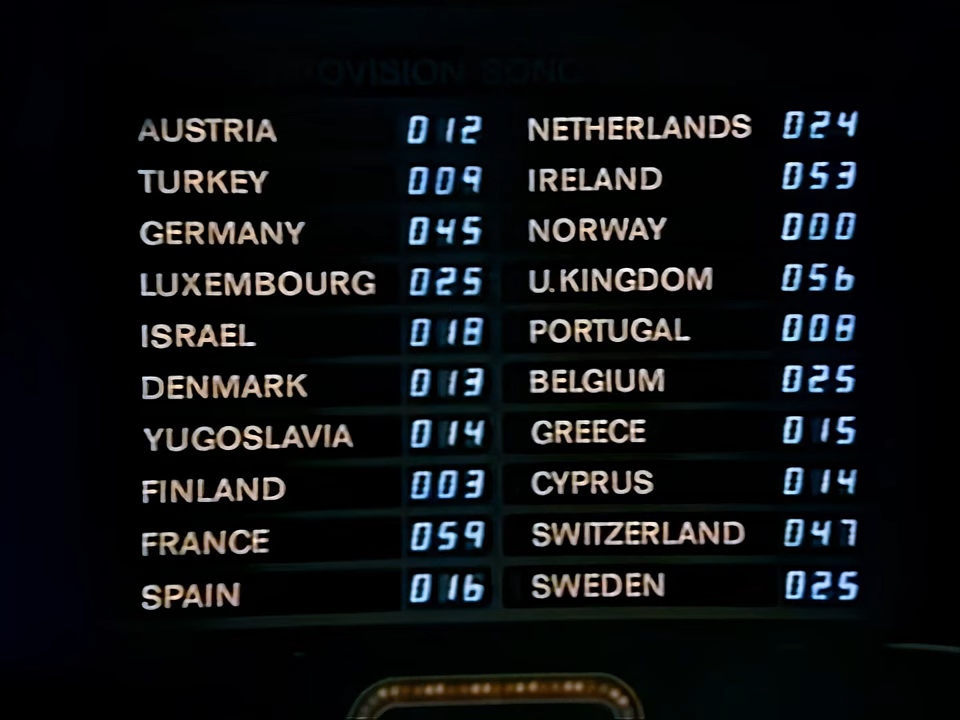 AUSTRIA 012 NETHERLANDS 024
TURKEY 009 IRELAND 053
GERMANY 045 NORWAY 000
LUXEMBOURG 025 U.KINGDOM 056
ISRAEL 018 PORTUGAL 008
DENMARK 013 BELGIUM 025
YUGOSLAVIA 014 GREECE 015
FINLAND 003 CYPRUS 014
FRANCE 059 SWITZERLAND 047
SPAIN 016 SWEDEN 025